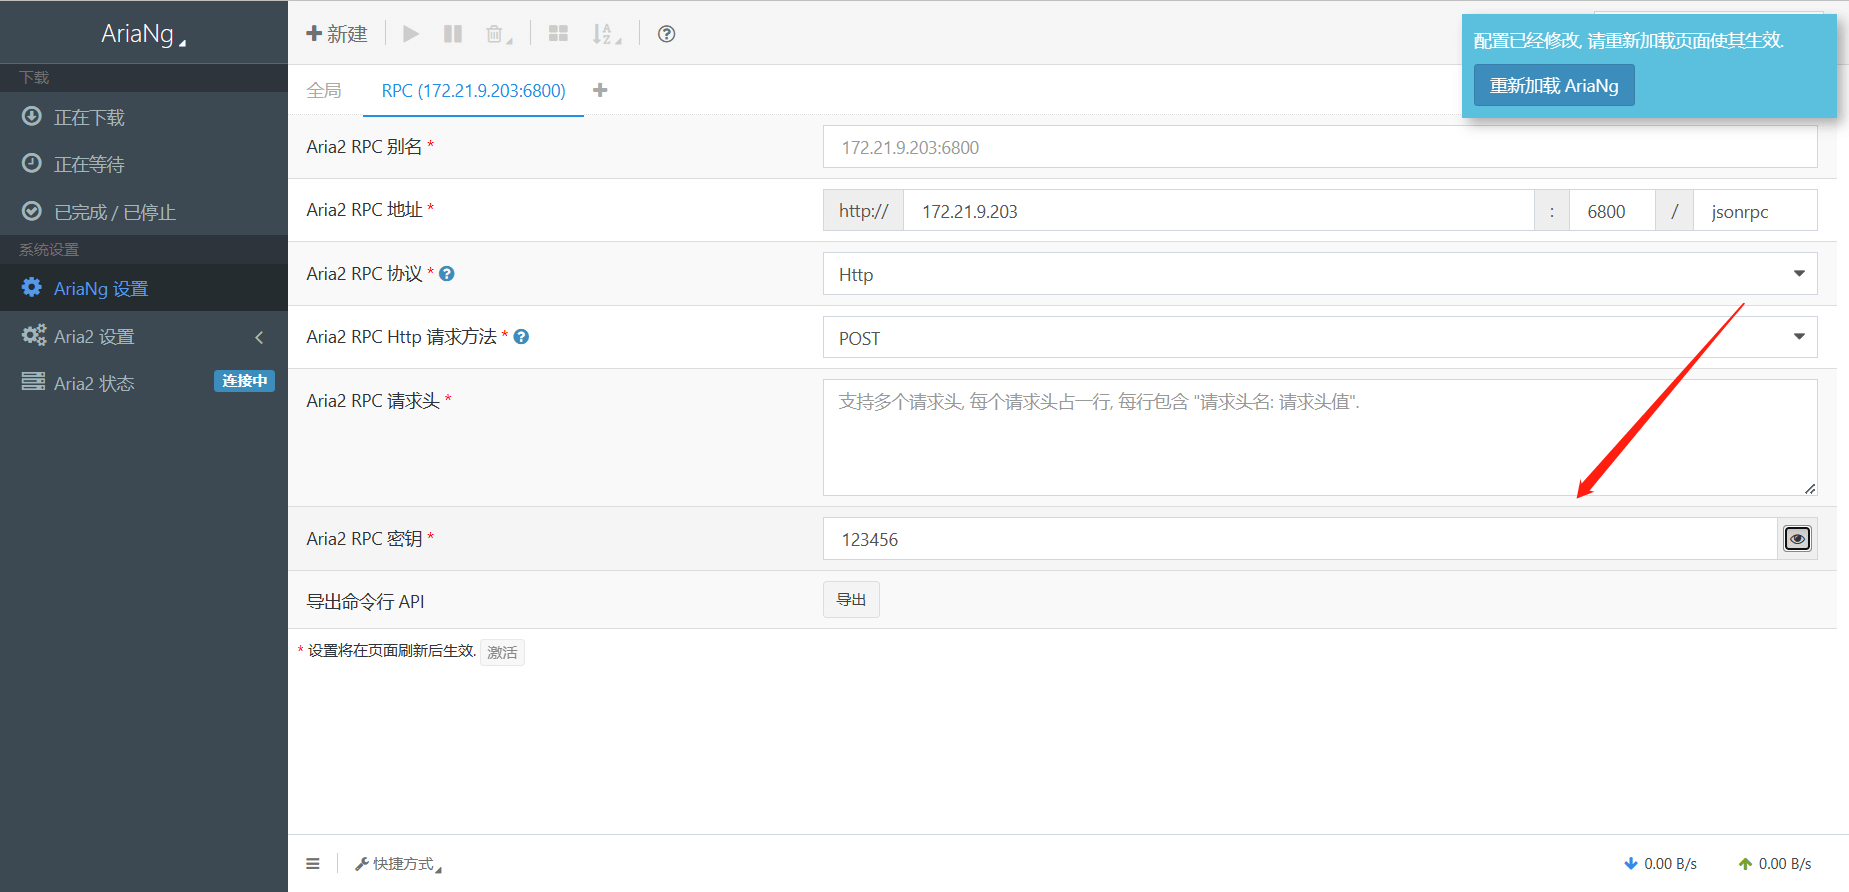 AriaNg
下载
正在下载
正在等待
已完成 / 已停止
系统设置
AriaNg 设置
Aria2 设置
Aria2 状态
连接中
新建
全局
RPC (172.21.9.203:6800)
配置已经修改, 请重新加载页面使其生效.
重新加载 AriaNg
Aria2 RPC 别名 *
172.21.9.203:6800
Aria2 RPC 地址 *
http://
172.21.9.203
:
6800
/
jsonrpc
Aria2 RPC 协议 *
Http
Aria2 RPC Http 请求方法 *
POST
Aria2 RPC 请求头 *
支持多个请求头, 每个请求头占一行, 每行包含 "请求头名: 请求头值".
Aria2 RPC 密钥 *
123456
导出命令行 API
导出
* 设置将在页面刷新后生效.
激活
快捷方式
0.00 B/s
0.00 B/s